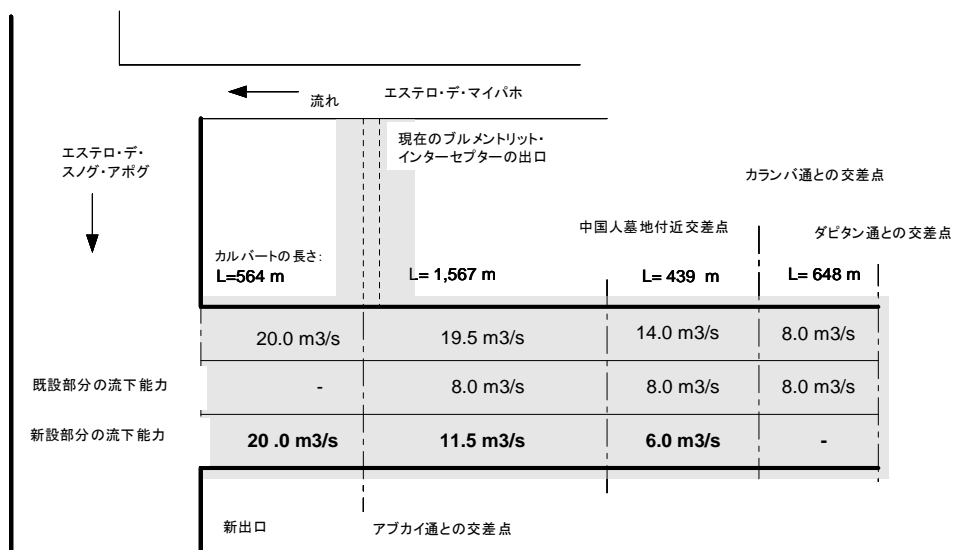 流れ
エステロ・デ・マイパホ
現在のブルメントリット・
インターセプターの出口
エステロ・デ・
スノグ・アポグ
カランバ通との交差点
中国人墓地付近交差点
ダピタン通との交差点
カルバートの長さ:
L=564 m
L= 1,567 m
L= 439 m
L= 648 m
20.0 m3/s
19.5 m3/s
14.0 m3/s
8.0 m3/s
既設部分の流下能力
-
8.0 m3/s
8.0 m3/s
8.0 m3/s
新設部分の流下能力
20 .0 m3/s
11.5 m3/s
6.0 m3/s
-
新出口
アブカイ通との交差点